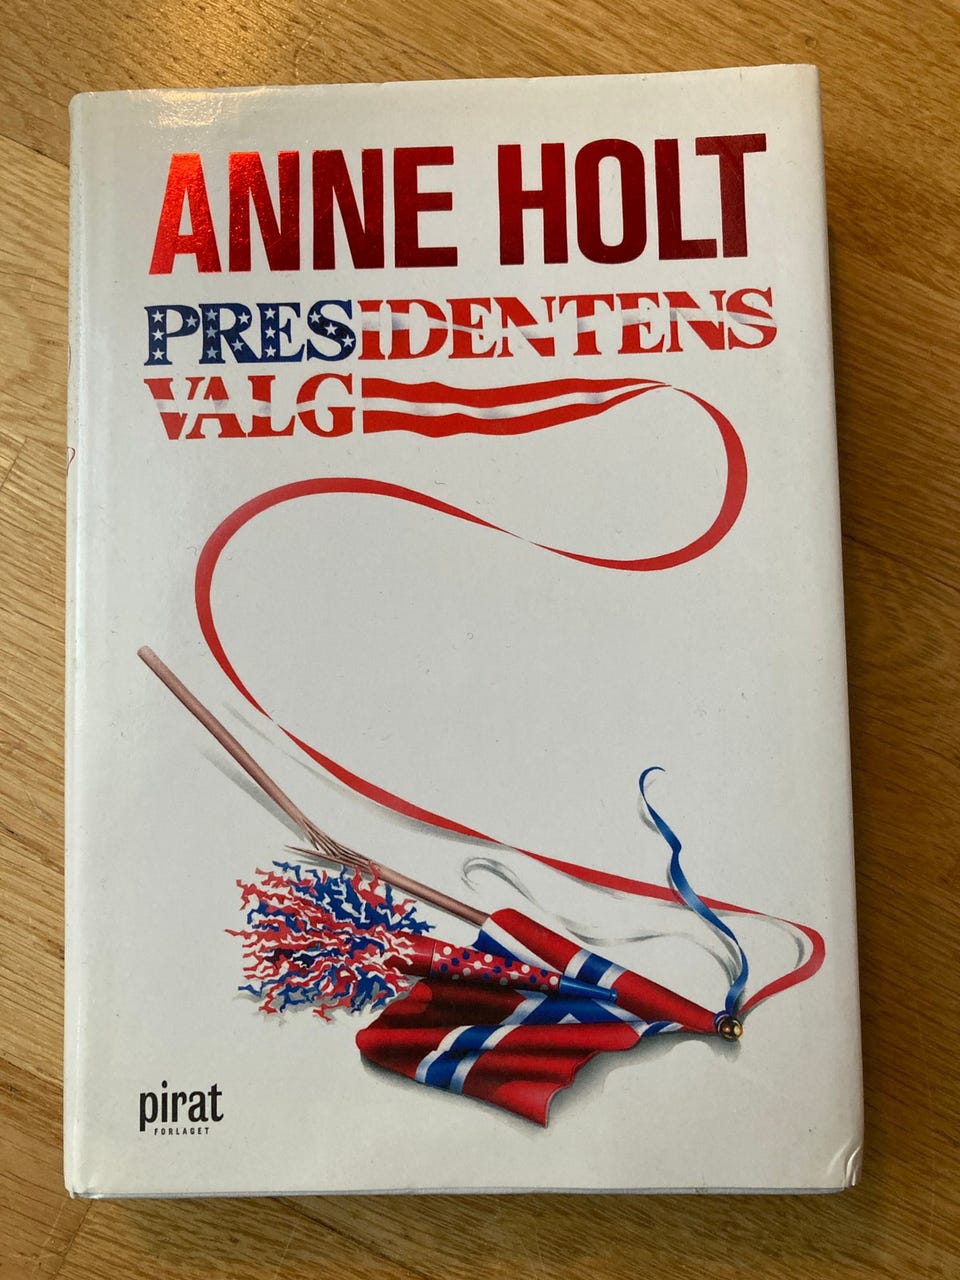 ANNE HOLT
PRESIDENTENS
VALG
pirat
FORLAGET